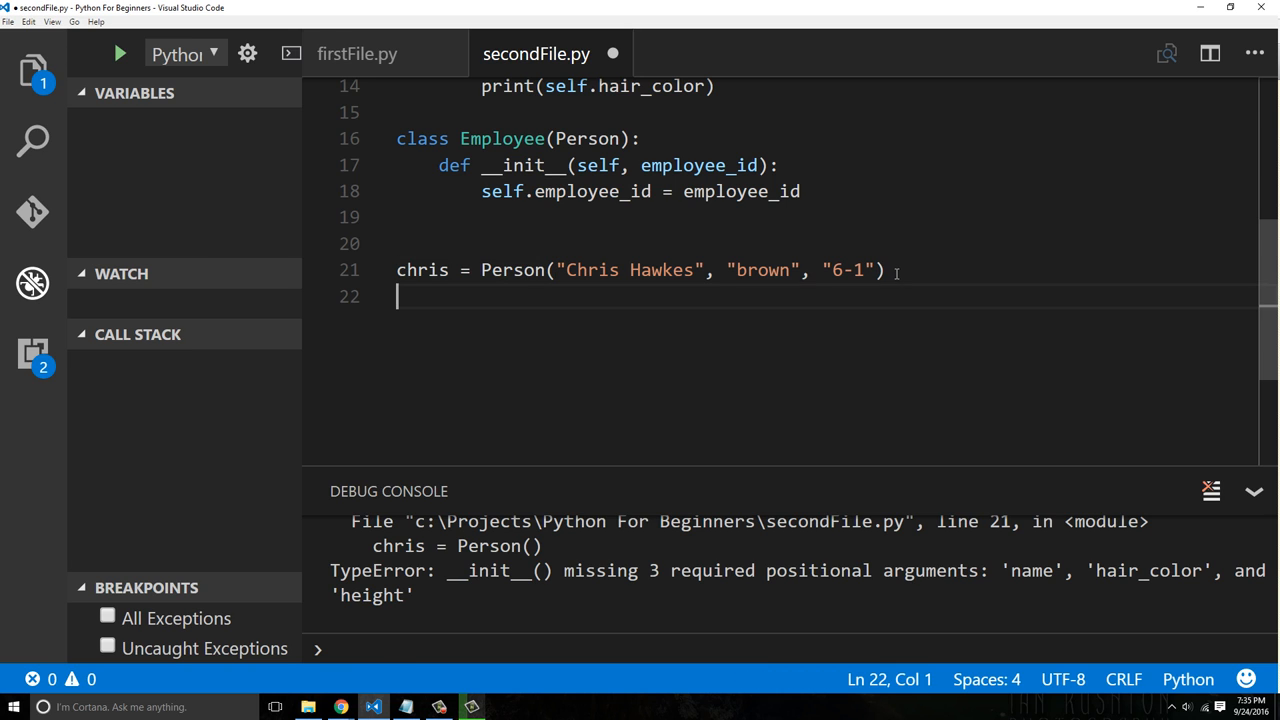 secondFile.py - Python For Beginners - Visual Studio Code
File Edit View Go Help
Pythor
firstFile.py
secondFile.py
1
VARIABLES
WATCH
CALL STACK
2
BREAKPOINTS
All Exceptions
Uncaught Exceptions
14 print(self.hair_color)
15
16 class Employee(Person):
17 def __init__(self, employee_id):
18 self.employee_id = employee_id
19
20
21 chris = Person("Chris Hawkes", "brown", "6-1")
22
DEBUG CONSOLE
File "c:\Projects\Python For Beginners\secondFile.py", line 21, in <module>
chris = Person()
TypeError: __init__() missing 3 required positional arguments: 'name', 'hair_color', and
'height'
0 0 Ln 22, Col 1 Spaces: 4 UTF-8 CRLF Python
I'm Cortana. Ask me anything.
7:35 PM
9/24/2016